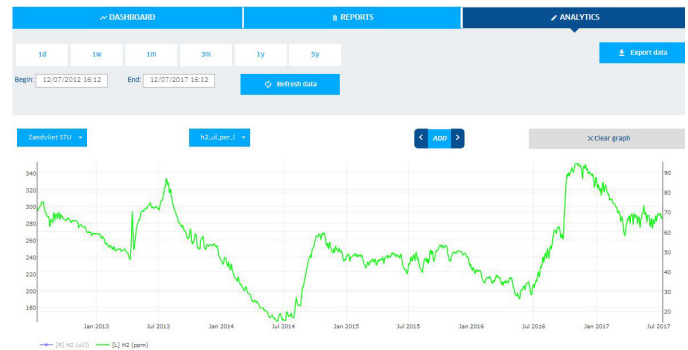 DASHBOARD
REPORTS
ANALYTICS
1d 1w 1m 3m 1y 5y
Export data
Begin: 12/07/2012 16:12 End: 12/07/2017 16:12 Refresh data
Zandvliet STU h2_ul_per_l < ADD > × Clear graph
340
320
300
280
260
240
220
200
180
90
80
70
60
50
40
30
20
Jan 2013 Jul 2013 Jan 2014 Jul 2014 Jan 2015 Jul 2015 Jan 2016 Jul 2016 Jan 2017 Jul 2017
[R] H2 (ul/l) [L] H2 (ppm)